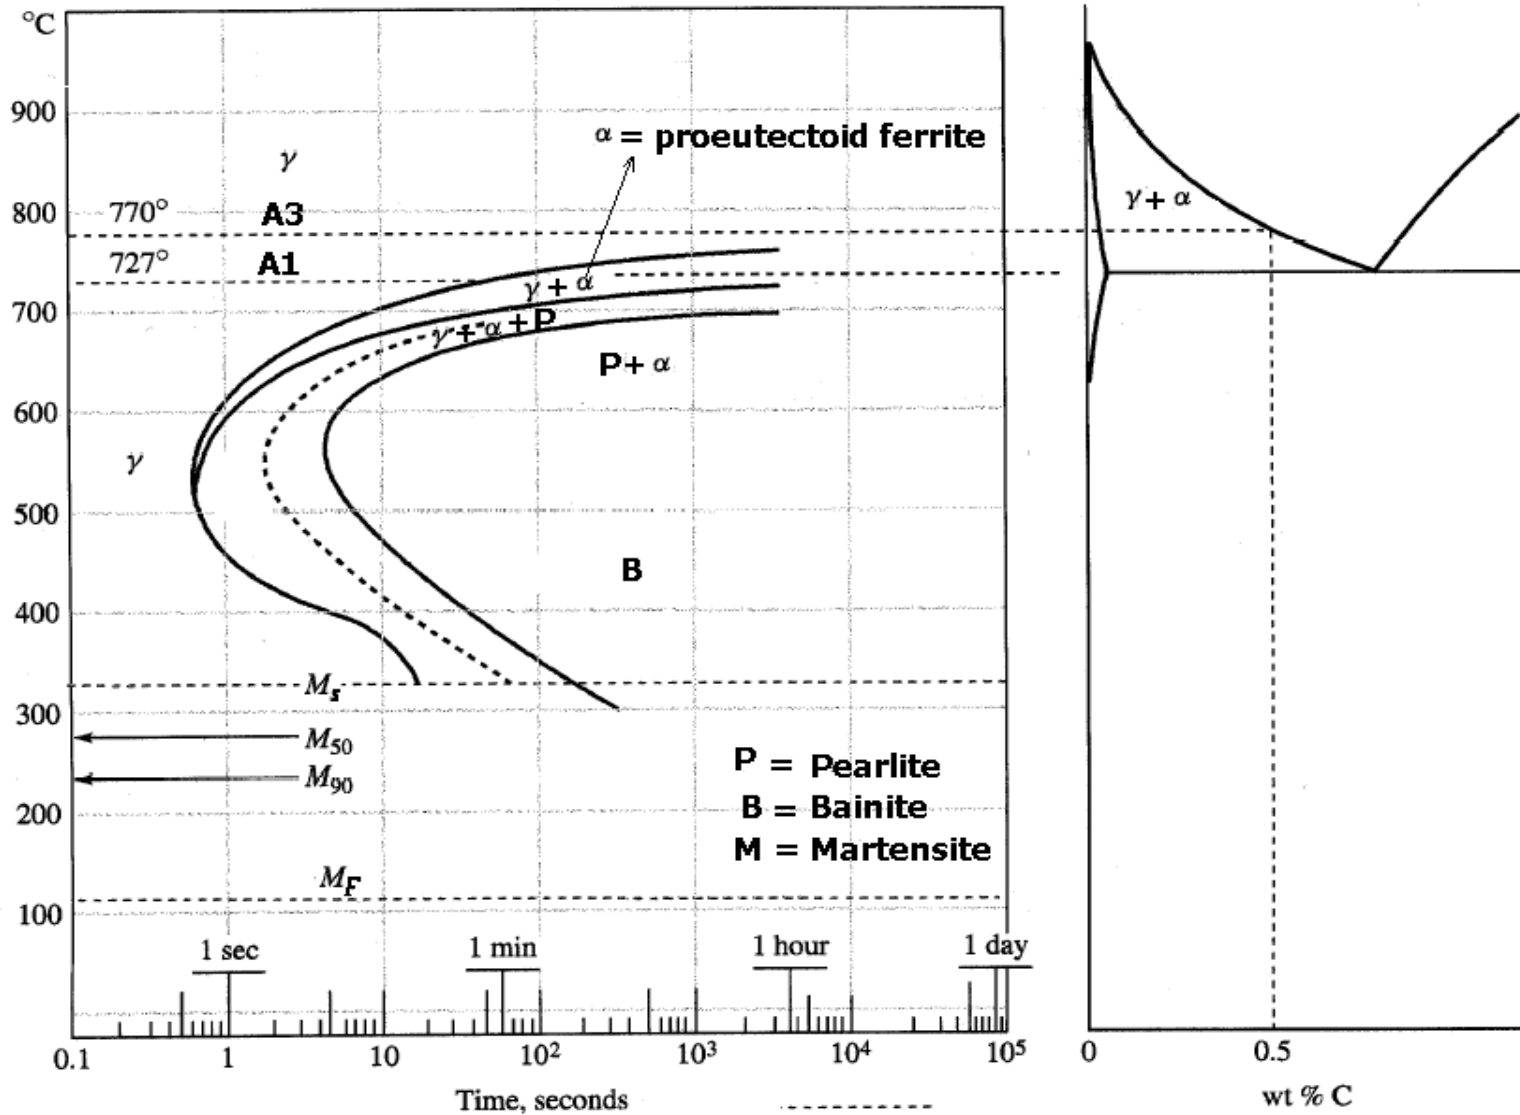 °C
900
800
700
600
500
400
300
200
100
γ
α = proeutectoid ferrite
770° A3
727° A1
γ + α
γ + α + P
P + α
γ
B
Ms
M50
M90
MF
P = Pearlite
B = Bainite
M = Martensite
1 sec
1 min
1 hour
1 day
0.1
1
10
10²
10³
10⁴
10⁵
Time, seconds
γ + α
0
0.5
wt % C